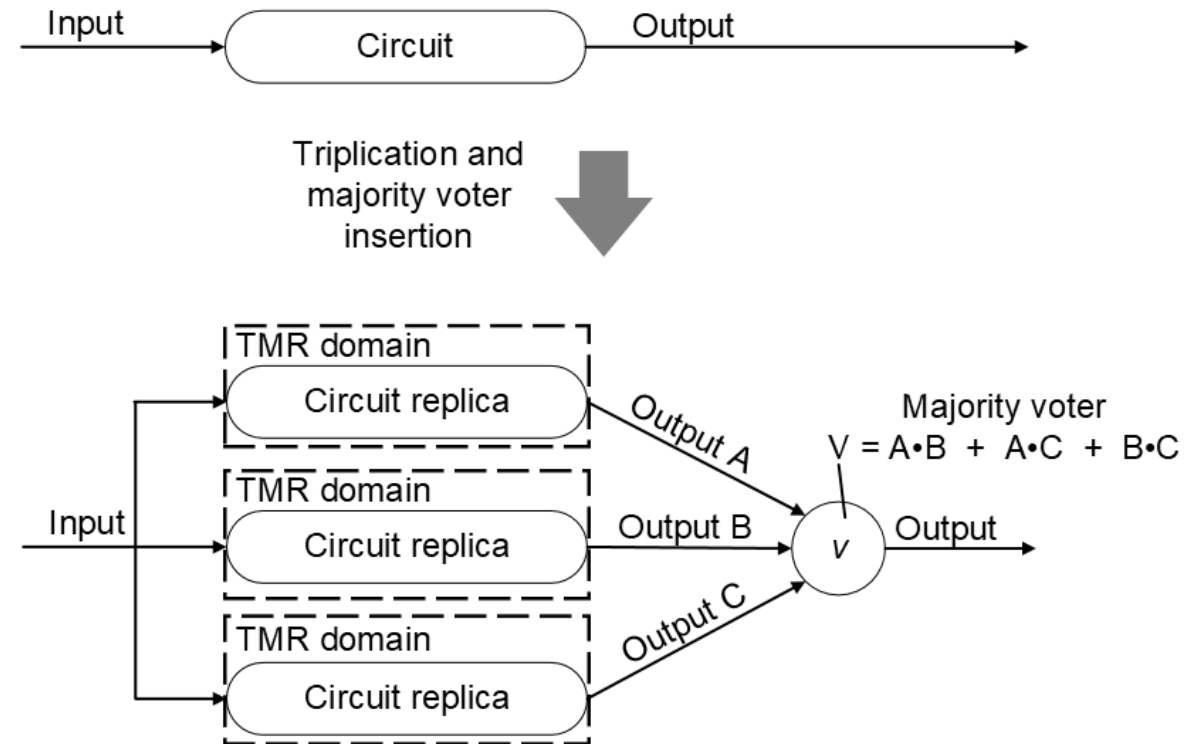 Input
Circuit
Output
Triplication and
majority voter
insertion
TMR domain
Circuit replica
Output A
Majority voter
V = A•B + A•C + B•C
TMR domain
Input
Circuit replica
Output B
v
Output
TMR domain
Circuit replica
Output C